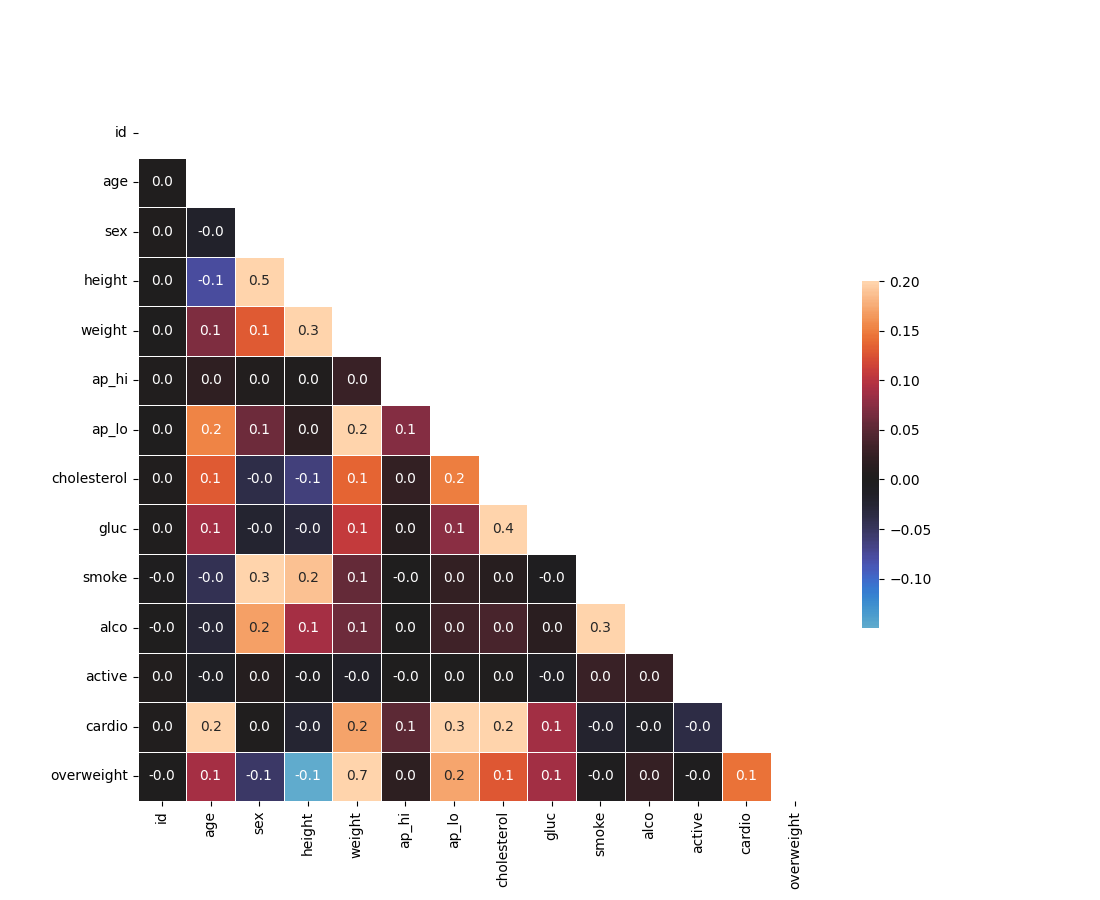 id
age 0.0
sex 0.0 -0.0
height 0.0 -0.1 0.5
0.20
weight 0.0 0.1 0.1 0.3
0.15
ap_hi 0.0 0.0 0.0 0.0 0.0
0.10
ap_lo 0.0 0.2 0.1 0.0 0.2 0.1
0.05
cholesterol 0.0 0.1 -0.0 -0.1 0.1 0.0 0.2
0.00
gluc 0.0 0.1 -0.0 -0.0 0.1 0.0 0.1 0.4
−0.05
smoke -0.0 -0.0 0.3 0.2 0.1 -0.0 0.0 0.0 -0.0
−0.10
alco -0.0 -0.0 0.2 0.1 0.1 0.0 0.0 0.0 0.0 0.3
active 0.0 -0.0 0.0 -0.0 -0.0 -0.0 0.0 0.0 -0.0 0.0 0.0
cardio 0.0 0.2 0.0 -0.0 0.2 0.1 0.3 0.2 0.1 -0.0 -0.0 -0.0
overweight -0.0 0.1 -0.1 -0.1 0.7 0.0 0.2 0.1 0.1 -0.0 0.0 -0.0 0.1
id age sex height weight ap_hi ap_lo cholesterol gluc smoke alco active cardio overweight